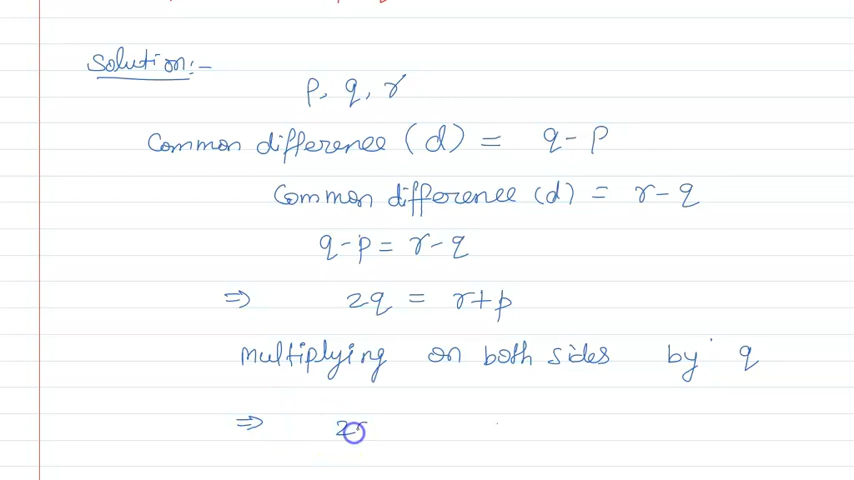 Solution:-
p, q, r
Common difference (d) = q-p
Common difference (d) = r-q
q-p = r-q
⇒ 2q = r+p
multiplying on both sides by q
⇒ 2